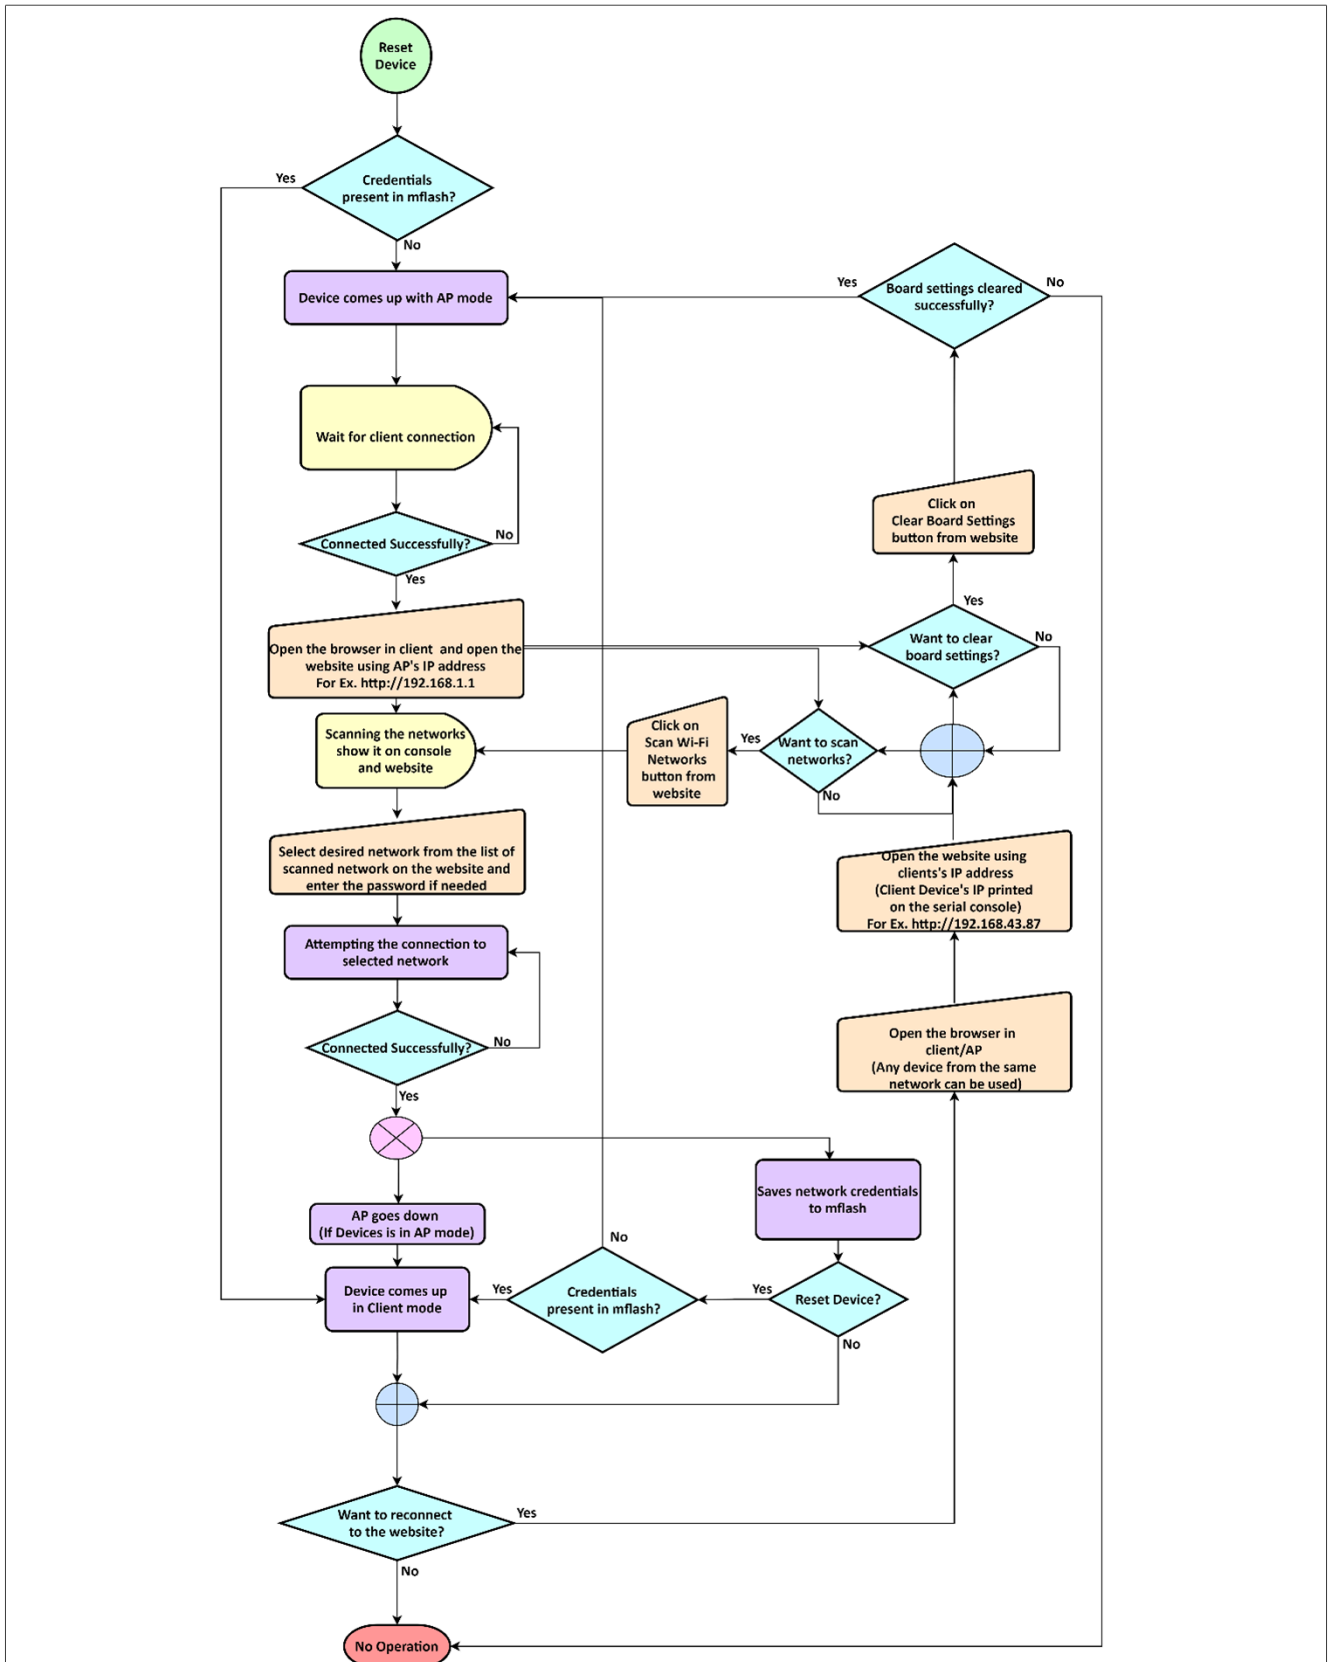 Reset
Device
Credentials
present in mflash?
Yes
No
Device comes up with AP mode
Board settings cleared
successfully?
Yes
No
Wait for client connection
Connected Successfully?
No
Yes
Click on
Clear Board Settings
button from website
Open the browser in client and open the
website using AP's IP address
For Ex. http://192.168.1.1
Want to clear
board settings?
Yes
No
Scanning the networks
show it on console
and website
Click on
Scan Wi-Fi
Networks
button from
website
Yes
Want to scan
networks?
No
Select desired network from the list of
scanned network on the website and
enter the password if needed
Open the website using
clients's IP address
(Client Device's IP printed
on the serial console)
For Ex. http://192.168.43.87
Attempting the connection to
selected network
Connected Successfully?
No
Yes
Open the browser in
client/AP
(Any device from the same
network can be used)
Saves network credentials
to mflash
AP goes down
(If Devices is in AP mode)
Device comes up
in Client mode
Yes
Credentials
present in mflash?
No
Yes
Reset Device?
No
Want to reconnect
to the website?
Yes
No
No Operation